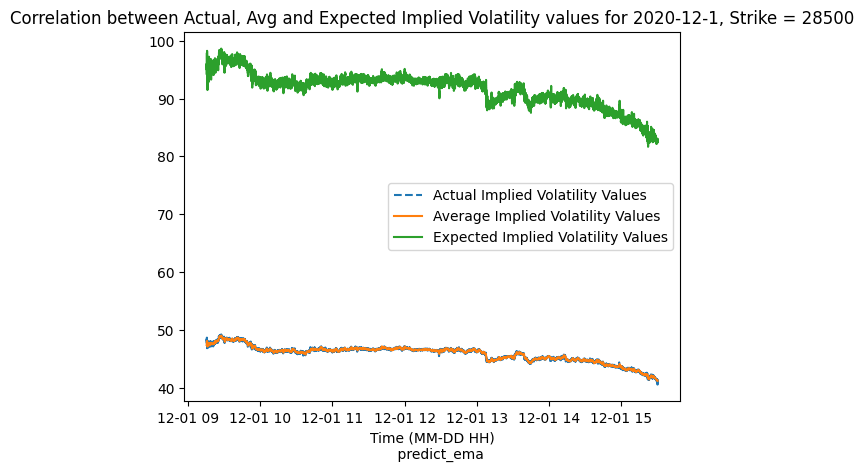 Correlation between Actual, Avg and Expected Implied Volatility values for 2020-12-1, Strike = 28500
100
90
80
70
60
50
40
Actual Implied Volatility Values
Average Implied Volatility Values
Expected Implied Volatility Values
12-01 09 12-01 10 12-01 11 12-01 12 12-01 13 12-01 14 12-01 15
Time (MM-DD HH)
predict_ema